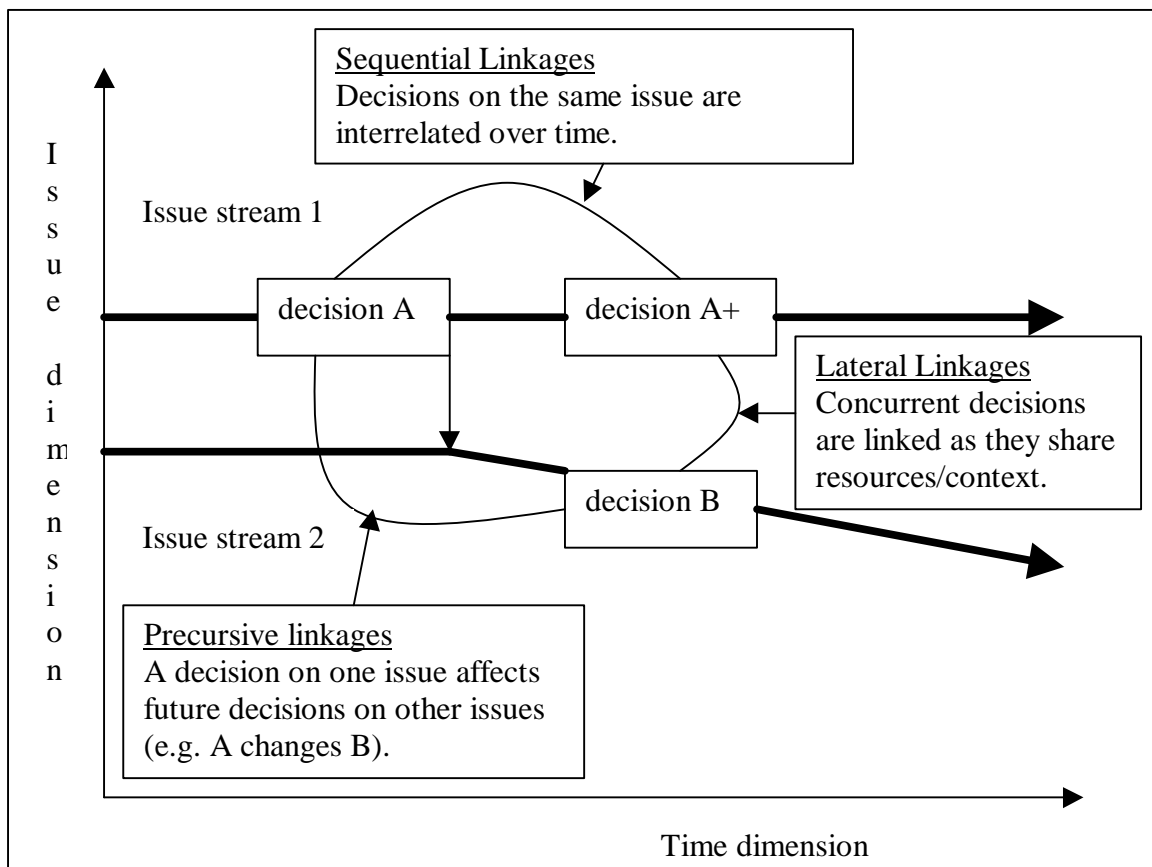 Sequential Linkages
Decisions on the same issue are
interrelated over time.
Issue dimension
Issue stream 1
decision A
decision A+
Lateral Linkages
Concurrent decisions
are linked as they share
resources/context.
decision B
Issue stream 2
Precursive linkages
A decision on one issue affects
future decisions on other issues
(e.g. A changes B).
Time dimension